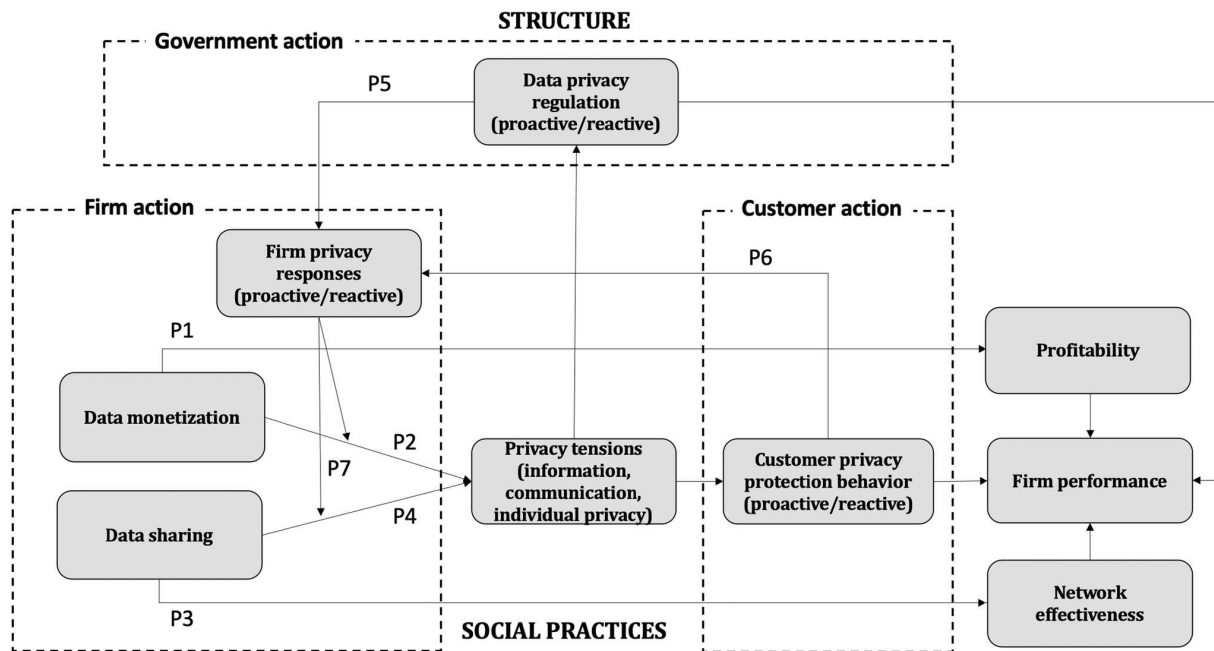 STRUCTURE
Government action
Data privacy
regulation
(proactive/reactive)
P5
Firm action
Customer action
Firm privacy
responses
(proactive/reactive)
P6
P1
Profitability
Data monetization
P2
P7
Privacy tensions
(information,
communication,
individual privacy)
Customer privacy
protection behavior
(proactive/reactive)
Firm performance
P4
Data sharing
P3
Network
effectiveness
SOCIAL PRACTICES